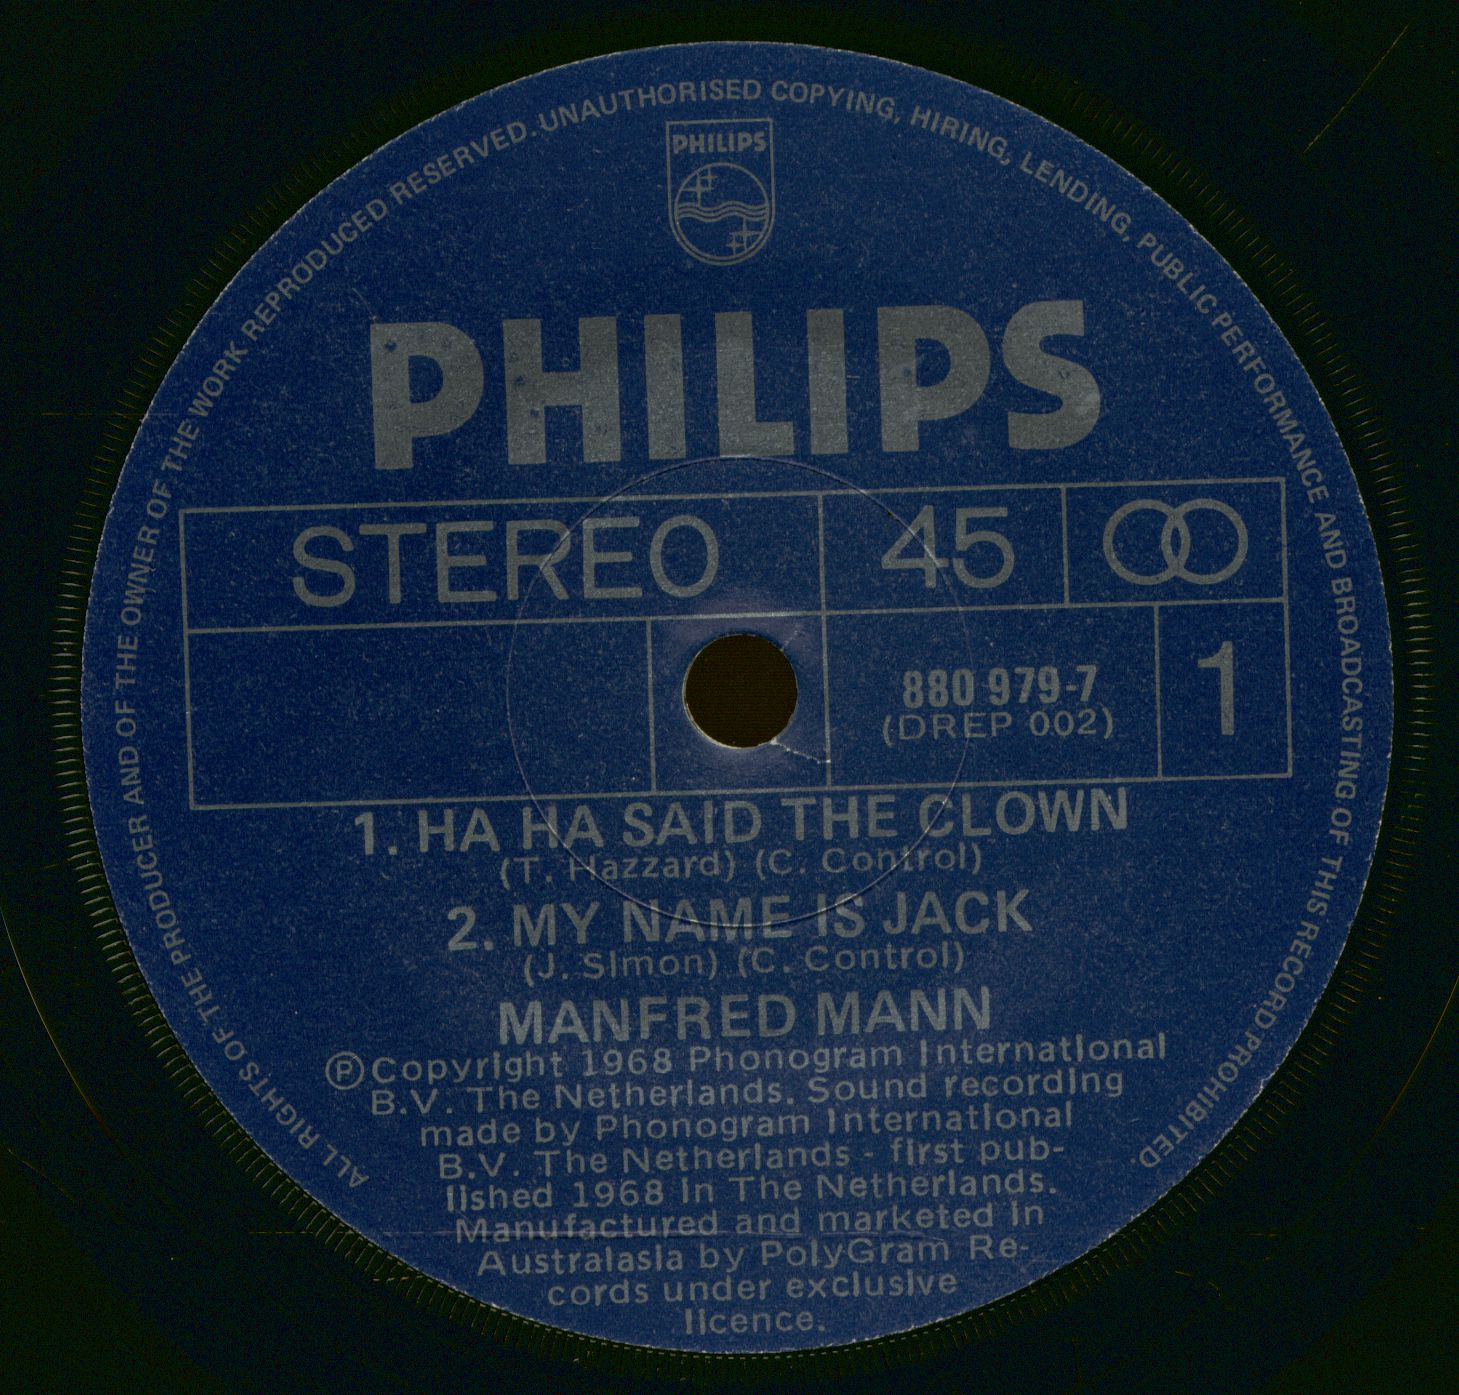 ALL RIGHTS OF THE PRODUCER AND OF THE OWNER OF THE WORK REPRODUCED RESERVED. UNAUTHORISED COPYING, HIRING, LENDING, PUBLIC PERFORMANCE AND BROADCASTING OF THIS RECORD PROHIBITED.
PHILIPS
PHILIPS
STEREO 45
880 979-7 1
(DREP 002)
1. HA HA SAID THE CLOWN
(T. Hazzard) (C. Control)
2. MY NAME IS JACK
(J. Simon) (C. Control)
MANFRED MANN
Ⓟ Copyright 1968 Phonogram International
B.V. The Netherlands. Sound recording
made by Phonogram International
B.V. The Netherlands - first pub-
lished 1968 in The Netherlands.
Manufactured and marketed in
Australasia by PolyGram Re-
cords under exclusive
licence.